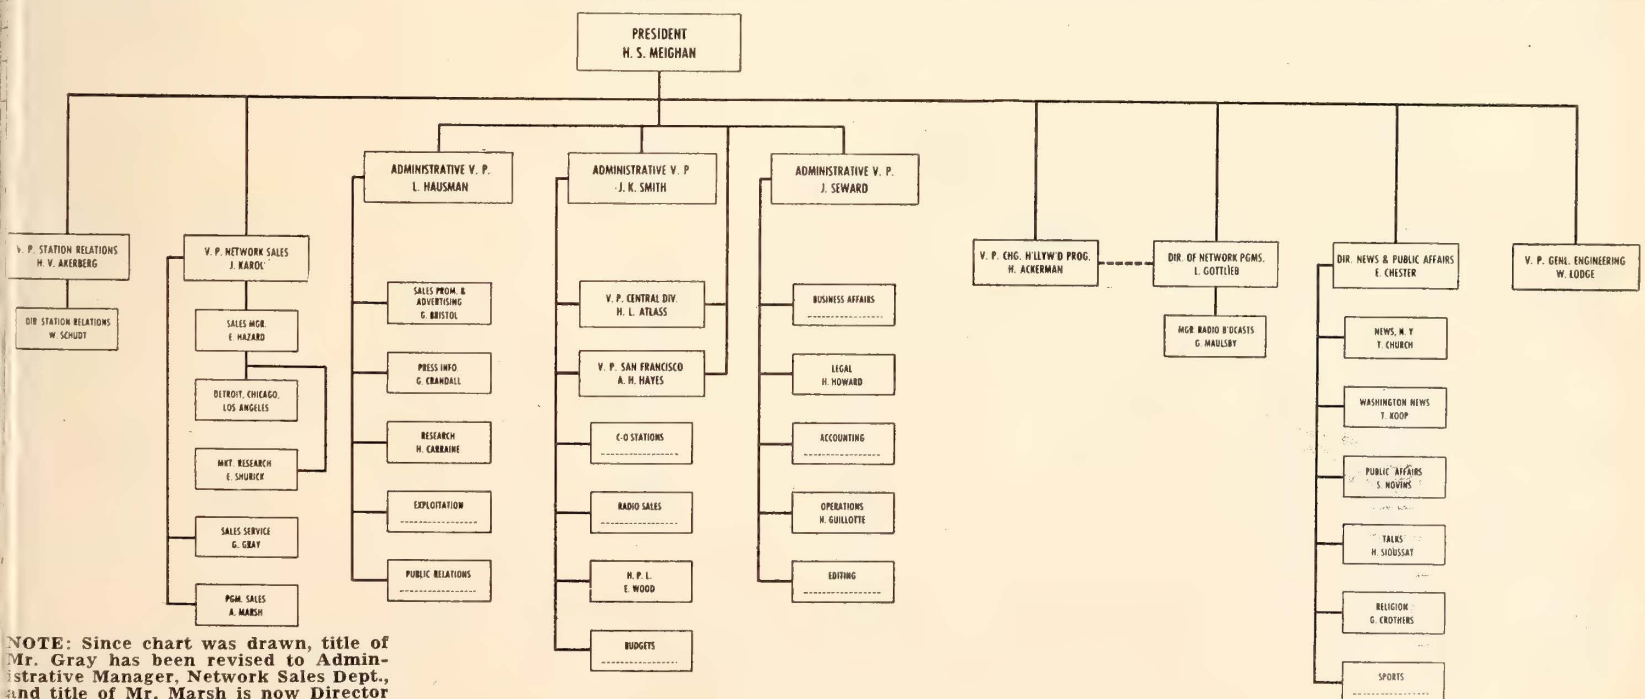 PRESIDENT
H. S. MEIGHAN
ADMINISTRATIVE V. P.
L. HAUSMAN
ADMINISTRATIVE V. P
J. K. SMITH
ADMINISTRATIVE V. P.
J. SEWARD
V. P. STATION RELATIONS
H. V. AKERBERG
DIR STATION RELATIONS
W. SCHUDT
V. P. NETWORK SALES
J. KAROL
SALES MGR.
E. HAZARD
DETROIT, CHICAGO,
LOS ANGELES
MKT. RESEARCH
E. SHURICK
SALES SERVICE
G. GRAY
PGM. SALES
A. MARSH
SALES PROM. &
ADVERTISING
G. BRISTOL
PRESS INFO.
G. CRANDALL
RESEARCH
H. CARRAINE
EXPLOITATION
PUBLIC RELATIONS
V. P. CENTRAL DIV.
H. L. ATLASS
V. P. SAN FRANCISCO
A. H. HAYES
C-O STATIONS
RADIO SALES
H. P. L.
E. WOOD
BUDGETS
BUSINESS AFFAIRS
LEGAL
H. HOWARD
ACCOUNTING
OPERATIONS
H. GUILLOTTE
EDITING
V. P. CHG. H'LLYW'D PROG.
H. ACKERMAN
DIR. OF NETWORK PGMS.
L. GOTTLIEB
MGR. RADIO B'DCASTS
G. MAULSBY
DIR. NEWS & PUBLIC AFFAIRS
E. CHESTER
NEWS, N. Y
T. CHURCH
WASHINGTON NEWS
T. KOOP
PUBLIC AFFAIRS
S. NOVINS
TALKS
H. SIOUSSAT
RELIGION
G. CROTHERS
SPORTS
V. P. GENL. ENGINEERING
W. LODGE
NOTE: Since chart was drawn, title of
Mr. Gray has been revised to Admin-
istrative Manager, Network Sales Dept.,
and title of Mr. Marsh is now Director